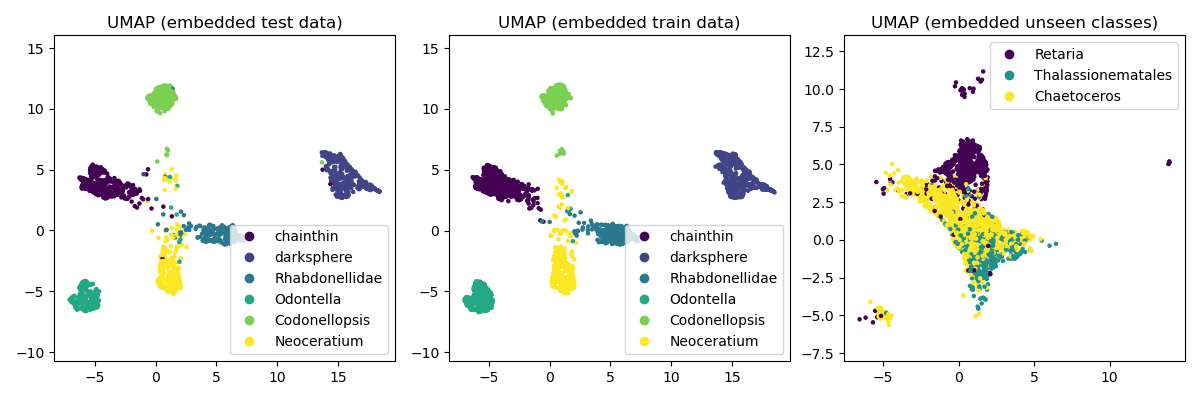 UMAP (embedded test data)
15
10
5
0
−5
−10
−5
0
5
10
15
chainthin
darksphere
Rhabdonellidae
Odontella
Codonellopsis
Neoceratium
UMAP (embedded train data)
15
10
5
0
−5
−10
−5
0
5
10
15
chainthin
darksphere
Rhabdonellidae
Odontella
Codonellopsis
Neoceratium
UMAP (embedded unseen classes)
12.5
10.0
7.5
5.0
2.5
0.0
−2.5
−5.0
−7.5
−5
0
5
10
Retaria
Thalassionematales
Chaetoceros